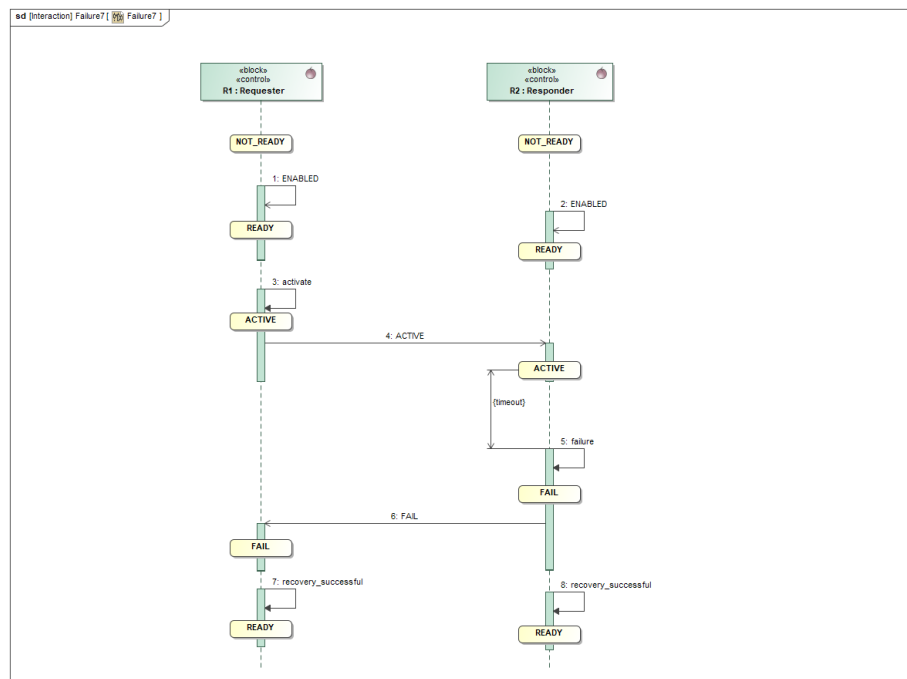 sd [Interaction] Failure7 [ Failure7 ]
«block»
«control»
R1 : Requester
«block»
«control»
R2 : Responder
NOT_READY
NOT_READY
1: ENABLED
2: ENABLED
READY
READY
3: activate
ACTIVE
4: ACTIVE
ACTIVE
{timeout}
5: failure
FAIL
6: FAIL
FAIL
7: recovery_successful
8: recovery_successful
READY
READY